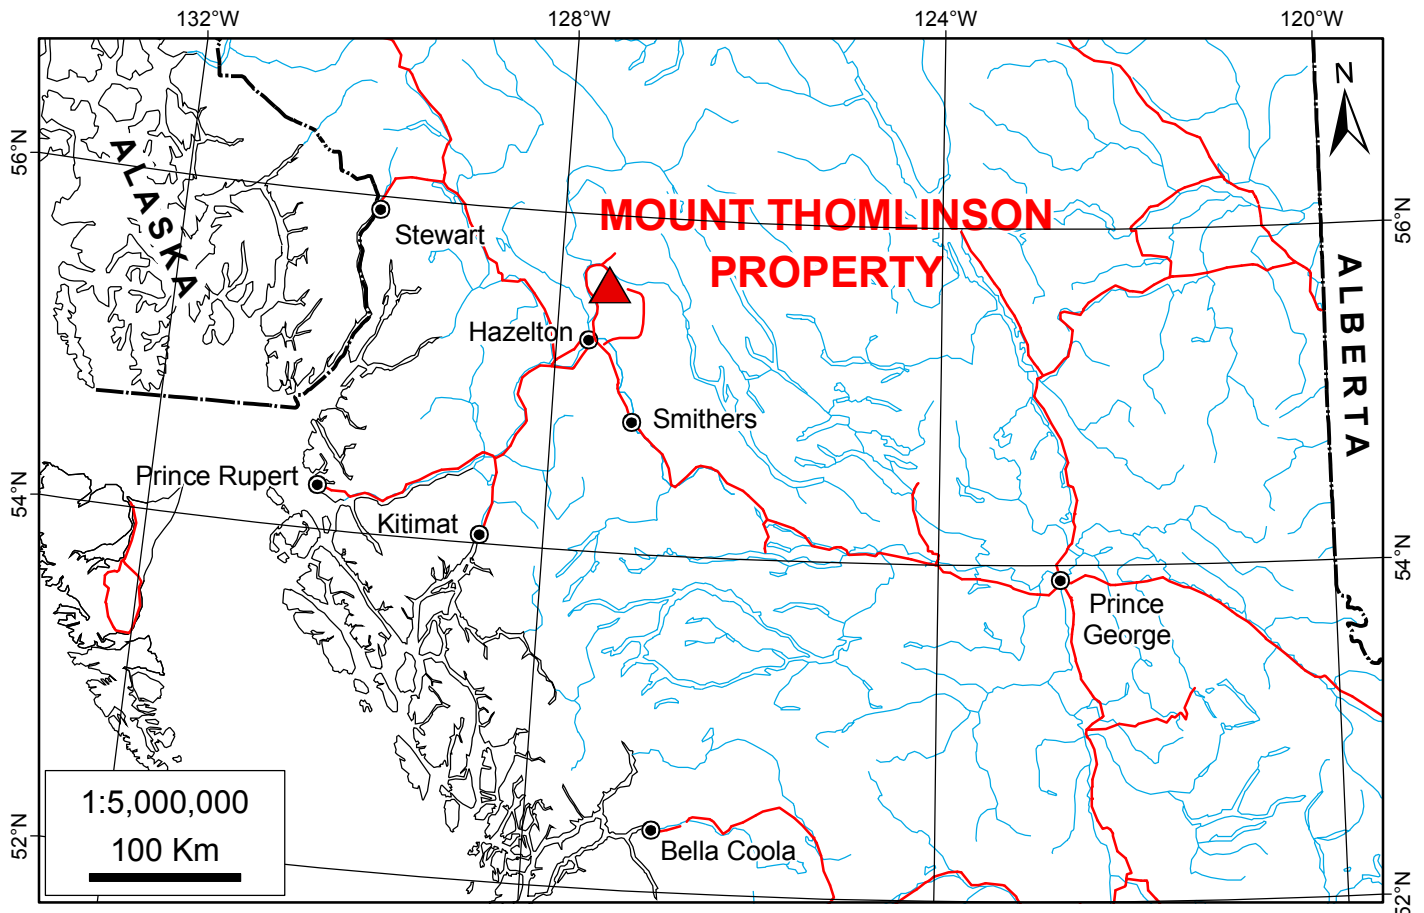 132°W
128°W
124°W
120°W
N
56°N
ALASKA
MOUNT THOMLINSON
PROPERTY
56°N
Stewart
ALBERTA
Hazelton
Smithers
Prince Rupert
54°N
Kitimat
54°N
Prince
George
1:5,000,000
100 Km
52°N
Bella Coola
52°N